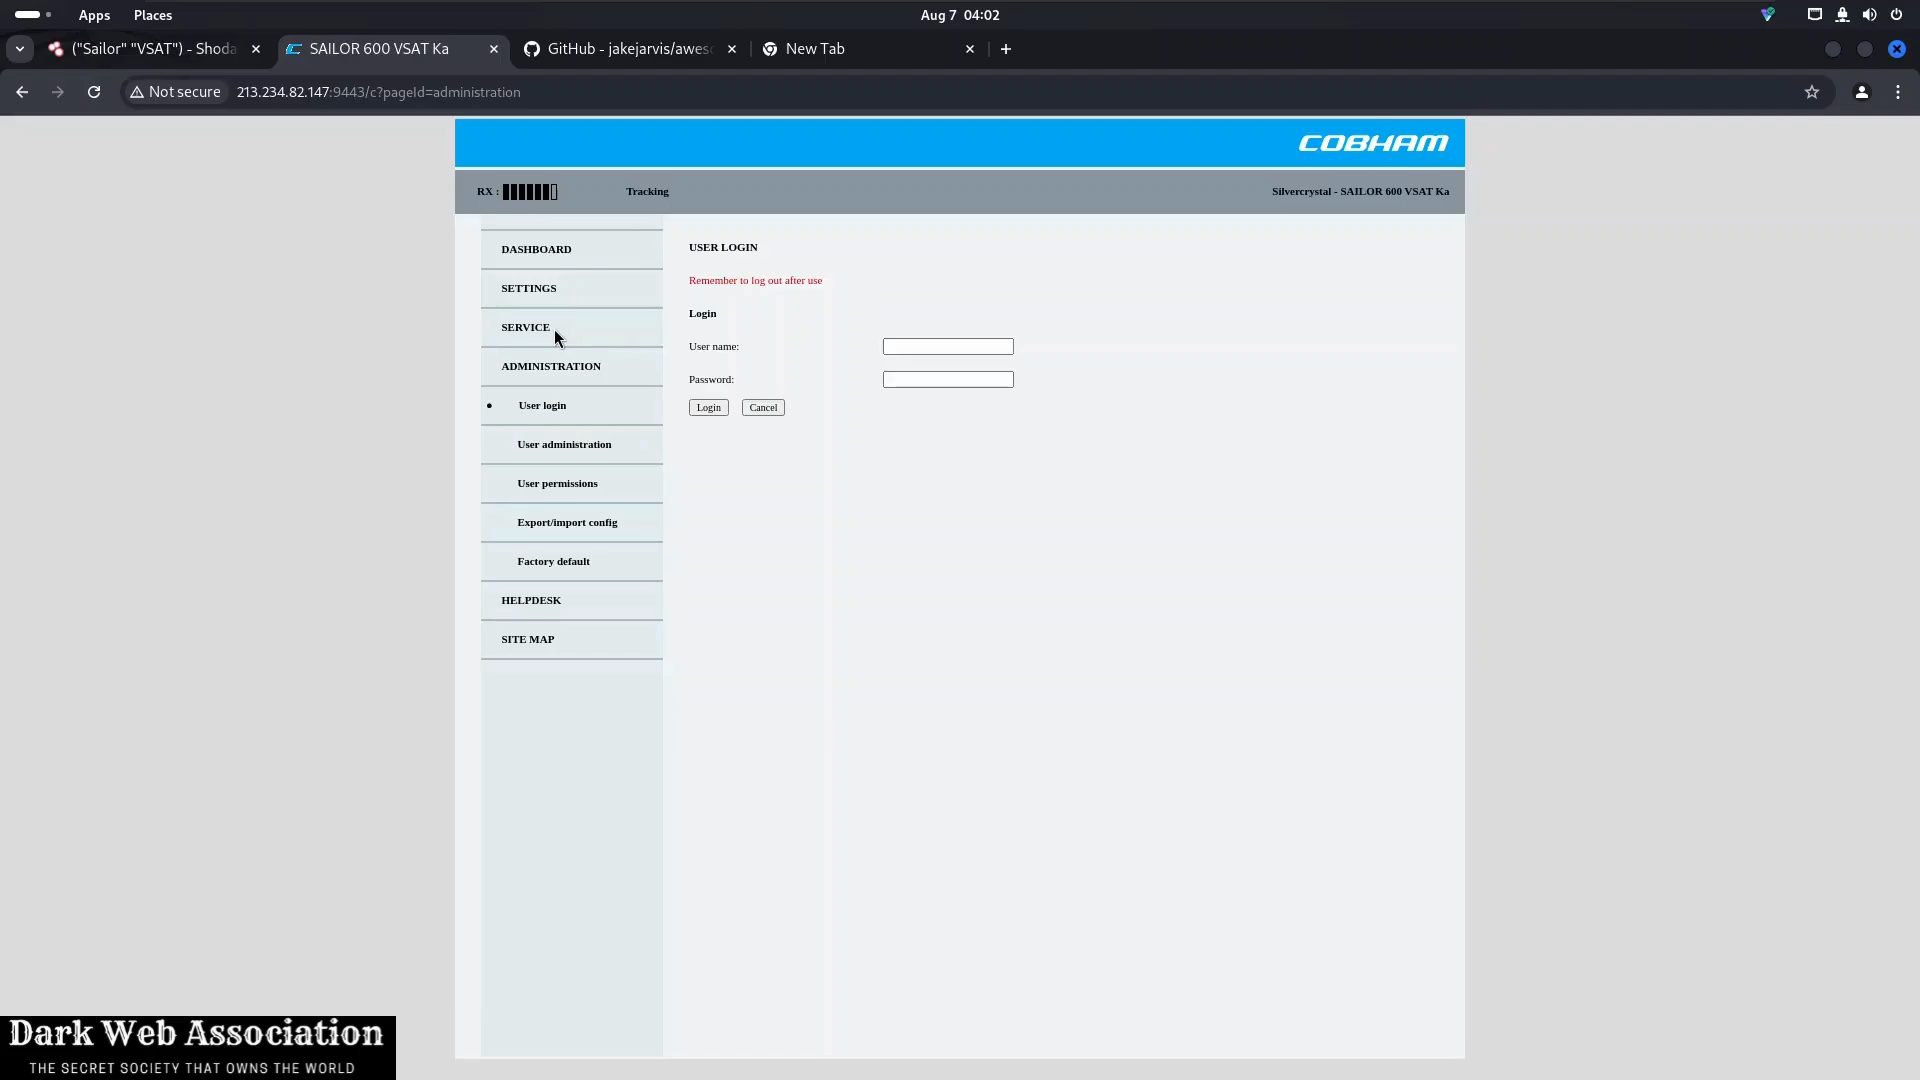 Apps Places Aug 7 04:02
("Sailor" "VSAT") - Shoda SAILOR 600 VSAT Ka GitHub - jakejarvis/awesc New Tab
Not secure 213.234.82.147:9443/c?pageId=administration
COBHAM
RX : Tracking Silvercrystal - SAILOR 600 VSAT Ka
DASHBOARD
SETTINGS
SERVICE
ADMINISTRATION
User login
User administration
User permissions
Export/import config
Factory default
HELPDESK
SITE MAP
USER LOGIN
Remember to log out after use
Login
User name:
Password:
Login Cancel
Dark Web Association
THE SECRET SOCIETY THAT OWNS THE WORLD